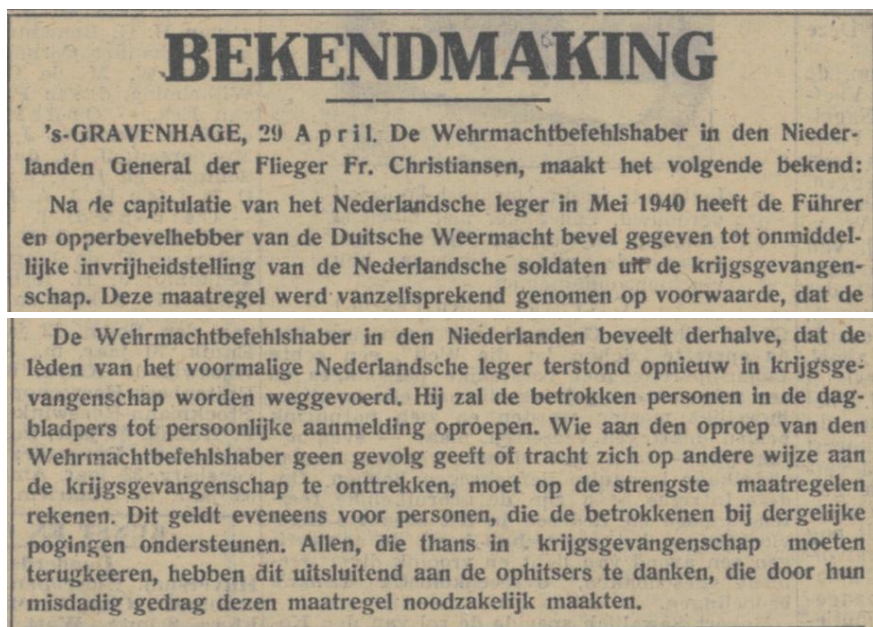 BEKENDMAKING
's-GRAVENHAGE, 29 April. De Wehrmachtbefehlshaber in den Nieder-
landen General der Flieger Fr. Christiansen, maakt het volgende bekend:
Na de capitulatie van het Nederlandsche leger in Mei 1940 heeft de Führer
en opperbevelhebber van de Duitsche Weermacht bevel gegeven tot onmiddel-
lijke invrijheidstelling van de Nederlandsche soldaten uit de krijgsgevangen-
schap. Deze maatregel werd vanzelfsprekend genomen op voorwaarde, dat de
De Wehrmachtbefehlshaber in den Niederlanden beveelt derhalve, dat de
lèden van het voormalige Nederlandsche leger terstond opnieuw in krijgsge-
vangenschap worden weggevoerd. Hij zal de betrokken personen in de dag-
bladpers tot persoonlijke aanmelding oproepen. Wie aan den oproep van den
Wehrmachtbefehlshaber geen gevolg geeft of tracht zich op andere wijze aan
de krijgsgevangenschap te onttrekken, moet op de strengste maatregelen
rekenen. Dit geldt eveneens voor personen, die de betrokkenen bij dergelijke
pogingen ondersteunen. Allen, die thans in krijgsgevangenschap moeten
terugkeeren, hebben dit uitsluitend aan de ophitsers te danken, die door hun
misdadig gedrag dezen maatregel noodzakelijk maakten.